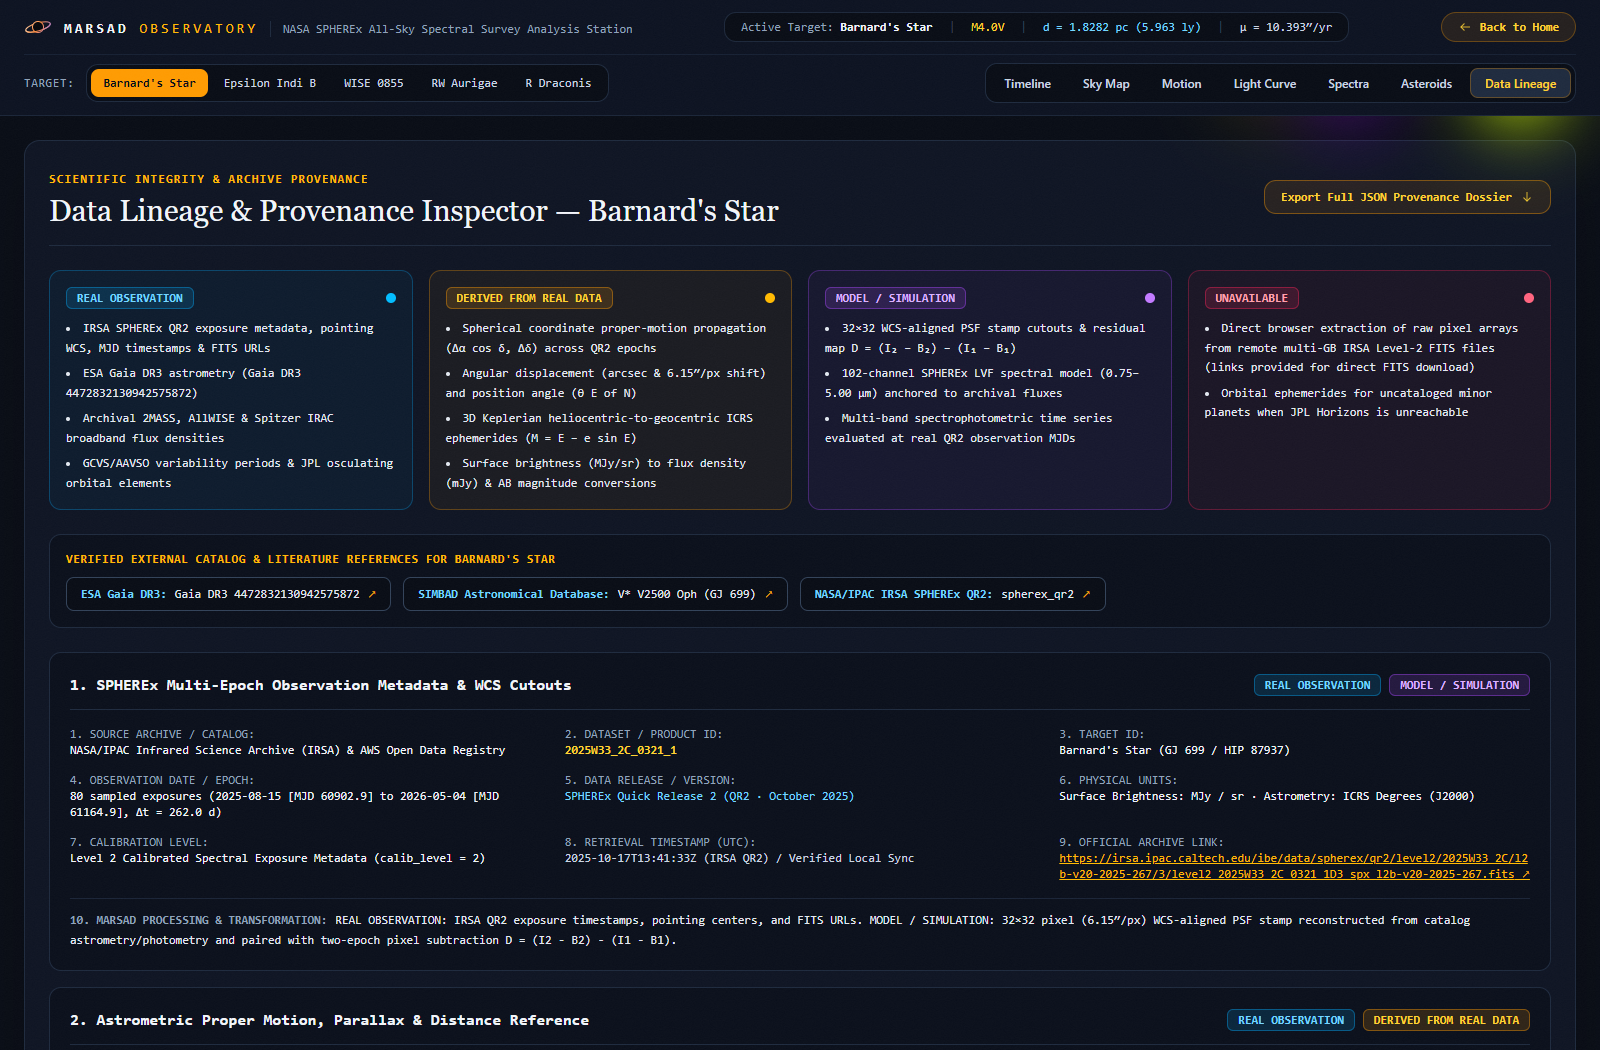 MARSAD OBSERVATORY
NASA SPHEREx All-Sky Spectral Survey Analysis Station
Active Target: Barnard's Star
M4.0V
d = 1.8282 pc (5.963 ly)
μ = 10.393″/yr
← Back to Home
TARGET:
Barnard's Star
Epsilon Indi B
WISE 0855
RW Aurigae
R Draconis
Timeline
Sky Map
Motion
Light Curve
Spectra
Asteroids
Data Lineage
SCIENTIFIC INTEGRITY & ARCHIVE PROVENANCE
Data Lineage & Provenance Inspector — Barnard's Star
Export Full JSON Provenance Dossier ↓
REAL OBSERVATION
• IRSA SPHEREx QR2 exposure metadata, pointing
WCS, MJD timestamps & FITS URLs
• ESA Gaia DR3 astrometry (Gaia DR3
4472832130942575872)
• Archival 2MASS, AllWISE & Spitzer IRAC
broadband flux densities
• GCVS/AAVSO variability periods & JPL osculating
orbital elements
DERIVED FROM REAL DATA
• Spherical coordinate proper-motion propagation
(Δα cos δ, Δδ) across QR2 epochs
• Angular displacement (arcsec & 6.15″/px shift)
and position angle (θ E of N)
• 3D Keplerian heliocentric-to-geocentric ICRS
ephemerides (M = E − e sin E)
• Surface brightness (MJy/sr) to flux density
(mJy) & AB magnitude conversions
MODEL / SIMULATION
• 32×32 WCS-aligned PSF stamp cutouts & residual
map D = (I₂ − B₂) − (I₁ − B₁)
• 102-channel SPHEREx LVF spectral model (0.75–
5.00 μm) anchored to archival fluxes
• Multi-band spectrophotometric time series
evaluated at real QR2 observation MJDs
UNAVAILABLE
• Direct browser extraction of raw pixel arrays
from remote multi-GB IRSA Level-2 FITS files
(links provided for direct FITS download)
• Orbital ephemerides for uncataloged minor
planets when JPL Horizons is unreachable
VERIFIED EXTERNAL CATALOG & LITERATURE REFERENCES FOR BARNARD'S STAR
ESA Gaia DR3: Gaia DR3 4472832130942575872 ↗
SIMBAD Astronomical Database: V* V2500 Oph (GJ 699) ↗
NASA/IPAC IRSA SPHEREx QR2: spherex_qr2 ↗
1. SPHEREx Multi-Epoch Observation Metadata & WCS Cutouts
REAL OBSERVATION
MODEL / SIMULATION
1. SOURCE ARCHIVE / CATALOG:
NASA/IPAC Infrared Science Archive (IRSA) & AWS Open Data Registry
2. DATASET / PRODUCT ID:
2025W33_2C_0321_1
3. TARGET ID:
Barnard's Star (GJ 699 / HIP 87937)
4. OBSERVATION DATE / EPOCH:
80 sampled exposures (2025-08-15 [MJD 60902.9] to 2026-05-04 [MJD
61164.9], Δt = 262.0 d)
5. DATA RELEASE / VERSION:
SPHEREx Quick Release 2 (QR2 · October 2025)
6. PHYSICAL UNITS:
Surface Brightness: MJy / sr · Astrometry: ICRS Degrees (J2000)
7. CALIBRATION LEVEL:
Level 2 Calibrated Spectral Exposure Metadata (calib_level = 2)
8. RETRIEVAL TIMESTAMP (UTC):
2025-10-17T13:41:33Z (IRSA QR2) / Verified Local Sync
9. OFFICIAL ARCHIVE LINK:
https://irsa.ipac.caltech.edu/ibe/data/spherex/qr2/level2/2025W33_2C/l2
b-v20-2025-267/3/level2_2025W33_2C_0321_1D3_spx_l2b-v20-2025-267.fits ↗
10. MARSAD PROCESSING & TRANSFORMATION: REAL OBSERVATION: IRSA QR2 exposure timestamps, pointing centers, and FITS URLs. MODEL / SIMULATION: 32×32 pixel (6.15″/px) WCS-aligned PSF stamp reconstructed from catalog
astrometry/photometry and paired with two-epoch pixel subtraction D = (I2 - B2) - (I1 - B1).
2. Astrometric Proper Motion, Parallax & Distance Reference
REAL OBSERVATION
DERIVED FROM REAL DATA